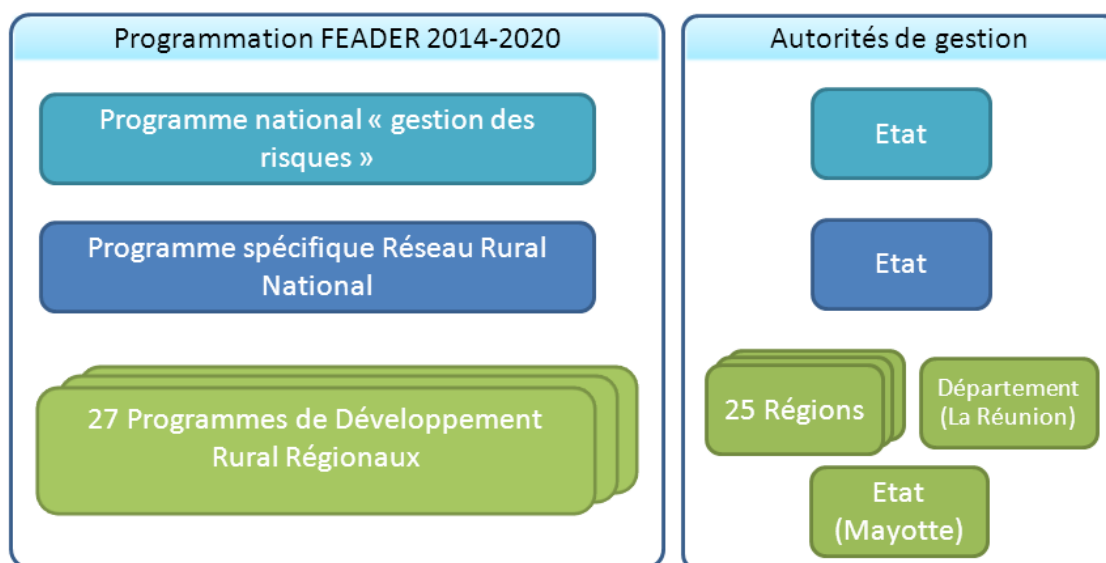 Programmation FEADER 2014-2020
Programme national « gestion des
risques »
Programme spécifique Réseau Rural
National
27 Programmes de Développement
Rural Régionaux
Autorités de gestion
Etat
Etat
25 Régions
Département
(La Réunion)
Etat
(Mayotte)